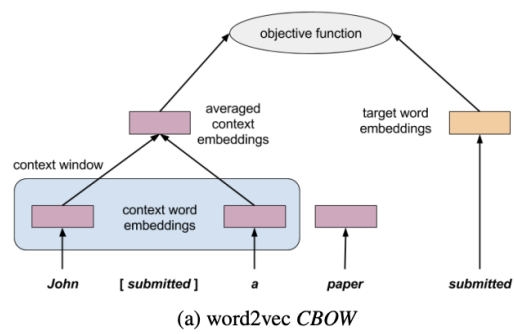 objective function
averaged
context
embeddings
target word
embeddings
context window
context word
embeddings
John
[ submitted ]
a
paper
submitted
(a) word2vec CBOW